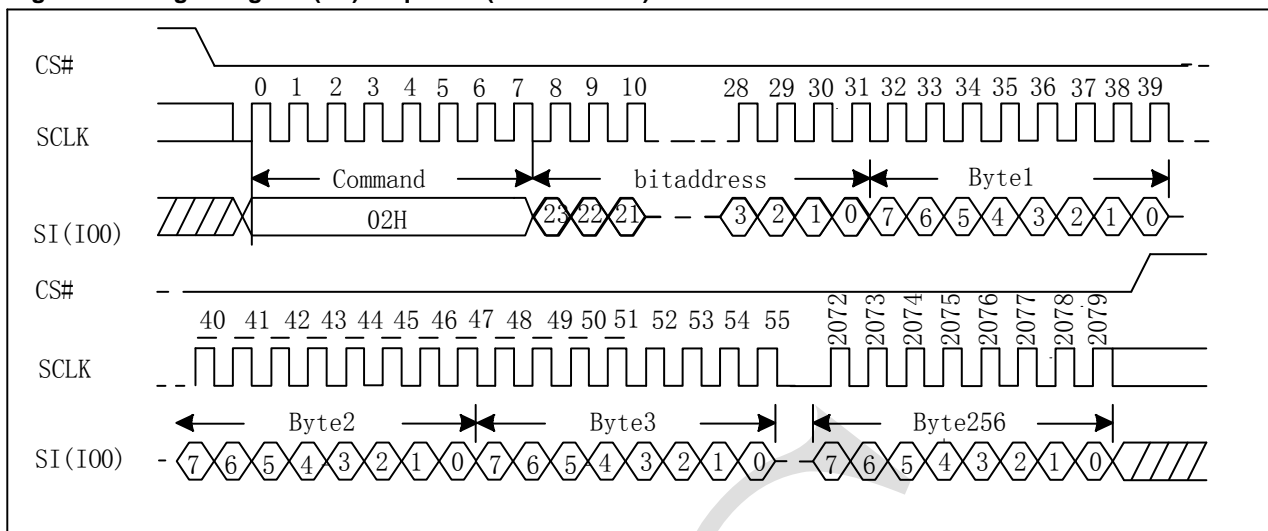 CS#
0 1 2 3 4 5 6 7 8 9 10 28 29 30 31 32 33 34 35 36 37 38 39
SCLK
Command bitaddress Byte1
SI(IO0) 02H 23 22 21 3 2 1 0 7 6 5 4 3 2 1 0
CS#
40 41 42 43 44 45 46 47 48 49 50 51 52 53 54 55 2072 2073 2074 2075 2076 2077 2078 2079
SCLK
Byte2 Byte3 Byte256
SI(IO0) 7 6 5 4 3 2 1 0 7 6 5 4 3 2 1 0 7 6 5 4 3 2 1 0